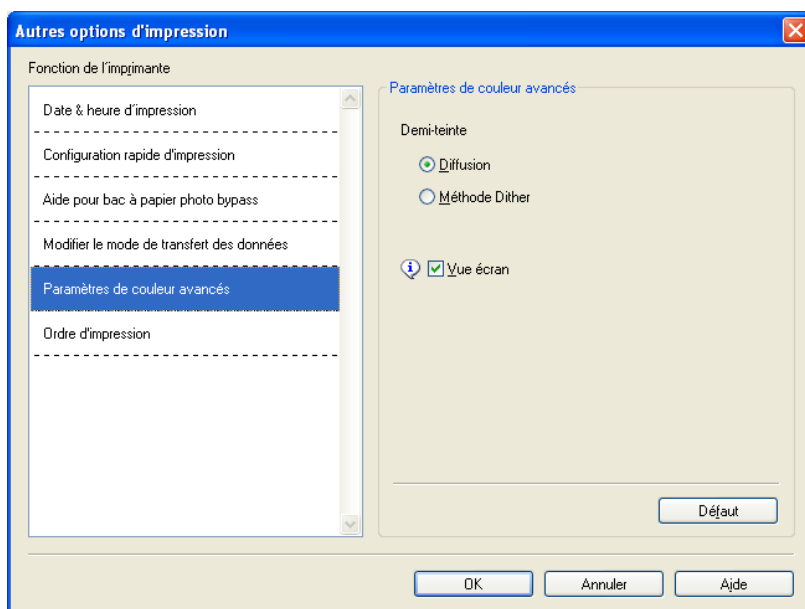 Autres options d'impression
Fonction de l'imprimante
Date & heure d'impression
Configuration rapide d'impression
Aide pour bac à papier photo bypass
Modifier le mode de transfert des données
Paramètres de couleur avancés
Ordre d'impression
Paramètres de couleur avancés
Demi-teinte
Diffusion
Méthode Dither
Vue écran
Défaut
OK
Annuler
Aide